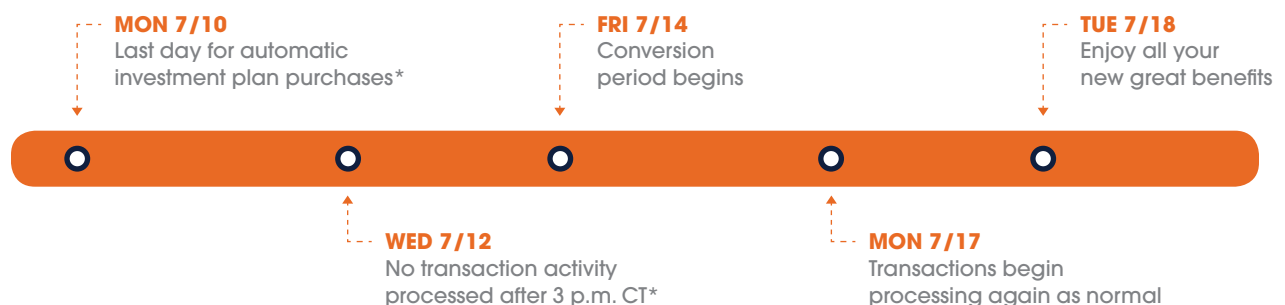 MON 7/10
Last day for automatic
investment plan purchases*
WED 7/12
No transaction activity
processed after 3 p.m. CT*
FRI 7/14
Conversion
period begins
MON 7/17
Transactions begin
processing again as normal
TUE 7/18
Enjoy all your
new great benefits